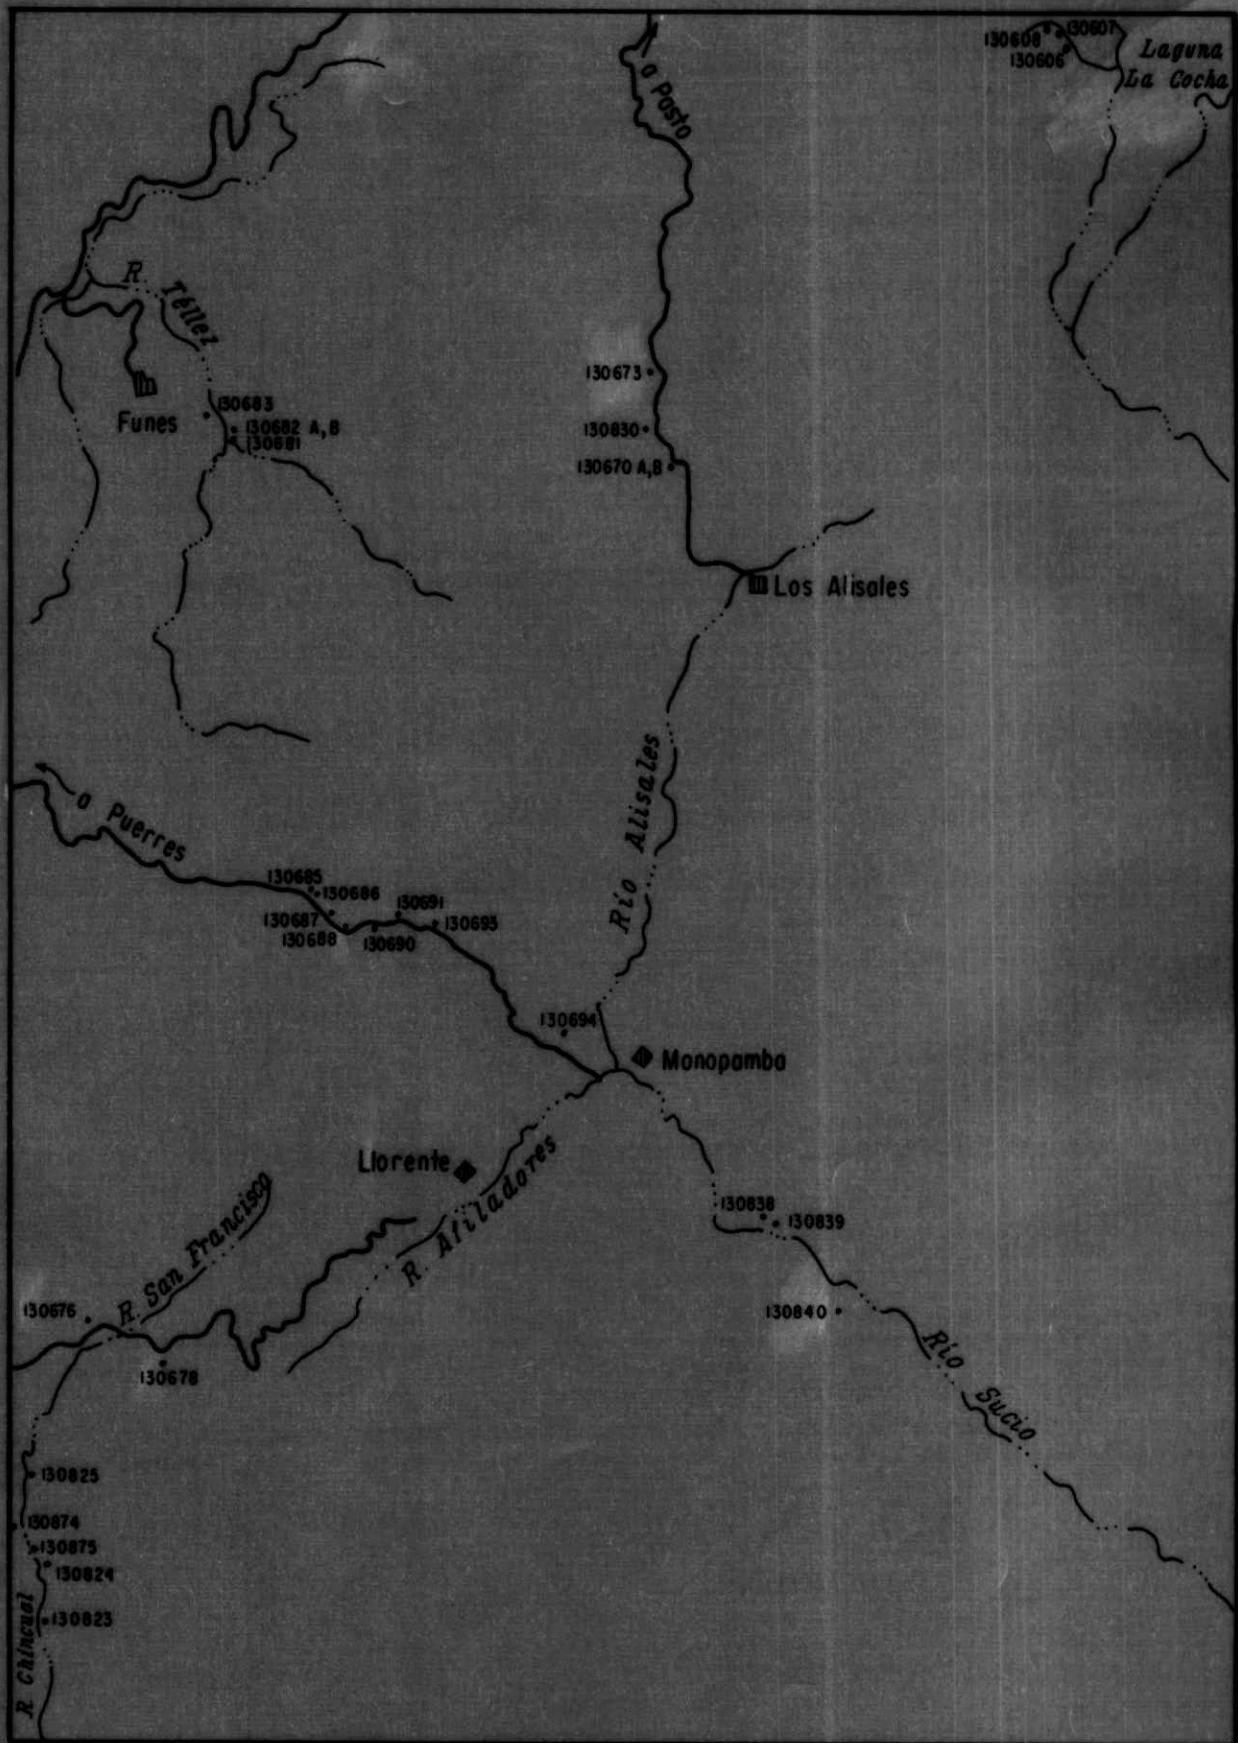 130608
130607
130606
Laguna
La Cocha
a Pasto
R. Téllez
130673
130683
Funes
130682 A,B
130681
130830
130670 A,B
Los Alisales
Río Alisales
a Puerres
130685
130686
130691
130687
130693
130688
130690
130694
Monopamba
Llorente
R. Afiladores
R. San Francisco
130838
130839
130676
130840
130678
Río Sucio
130825
130874
130875
130824
130823
R. Chincual